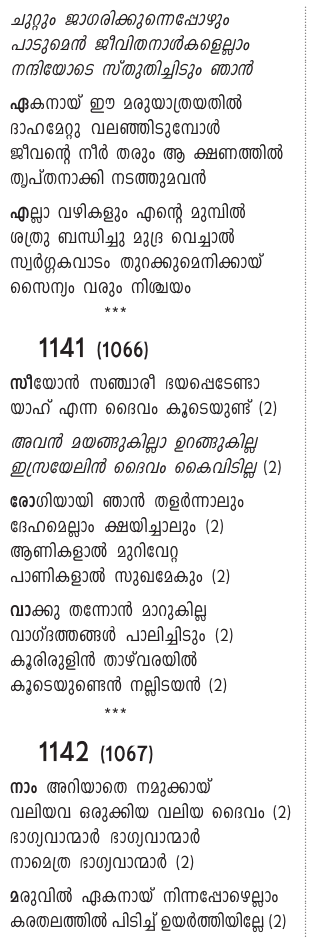 ചുറ്റും ജാഗരിക്കുന്നെപ്പോഴും
പാടുമെൻ ജീവിതനാൾകളെല്ലാം
നന്ദിയോടെ സ്തുതിച്ചിടും ഞാൻ
ഏകനായ് ഈ മരുയാത്രയതിൽ
ദാഹമേറ്റു വലഞ്ഞിടുമ്പോൾ
ജീവന്റെ നീർ തരും ആ ക്ഷണത്തിൽ
തൃപ്തനാക്കി നടത്തുമവൻ
എല്ലാ വഴികളും എന്റെ മുമ്പിൽ
ശത്രു ബന്ധിച്ചു മുദ്ര വെച്ചാൽ
സ്വർഗ്ഗകവാടം തുറക്കുമെനിക്കായ്
സൈന്യം വരും നിശ്ചയം
***
1141 (1066)
സീയോൻ സഞ്ചാരീ ഭയപ്പെടേണ്ടാ
യാഹ് എന്ന ദൈവം കൂടെയുണ്ട് (2)
അവൻ മയങ്ങുകില്ലാ ഉറങ്ങുകില്ല
ഇസ്രയേലിൻ ദൈവം കൈവിടില്ല (2)
രോഗിയായി ഞാൻ തളർന്നാലും
ദേഹമെല്ലാം ക്ഷയിച്ചാലും (2)
ആണികളാൽ മുറിവേറ്റ
പാണികളാൽ സുഖമേകും (2)
വാക്കു തന്നോൻ മാറുകില്ല
വാഗ്ദത്തങ്ങൾ പാലിച്ചിടും (2)
കൂരിരുളിൻ താഴ്‌വരയിൽ
കൂടെയുണ്ടെൻ നല്ലിടയൻ (2)
***
1142 (1067)
നാം അറിയാതെ നമുക്കായ്
വലിയവ ഒരുക്കിയ വലിയ ദൈവം (2)
ഭാഗ്യവാന്മാർ ഭാഗ്യവാന്മാർ
നാമെത്ര ഭാഗ്യവാന്മാർ (2)
മരുവിൽ ഏകനായ് നിന്നപ്പോഴെല്ലാം
കരതലത്തിൽ പിടിച്ച് ഉയർത്തിയില്ലേ (2)